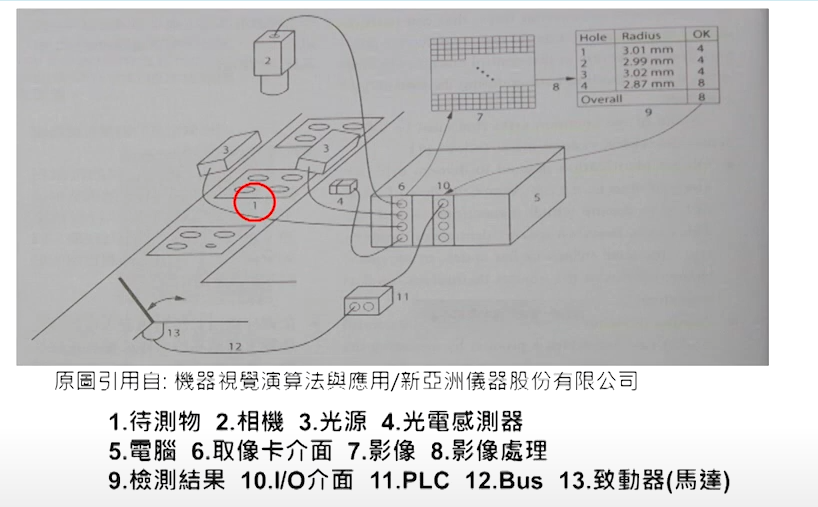 Hole Radius OK
1 3.01 mm 4
2 2.99 mm 4
3 3.02 mm 4
4 2.87 mm 8
Overall 8
2
8
7
9
3
3
6 10
4
5
1
11
13
12
原圖引用自: 機器視覺演算法與應用/新亞洲儀器股份有限公司
1.待測物 2.相機 3.光源 4.光電感測器
5.電腦 6.取像卡介面 7.影像 8.影像處理
9.檢測結果 10.I/O介面 11.PLC 12.Bus 13.致動器(馬達)